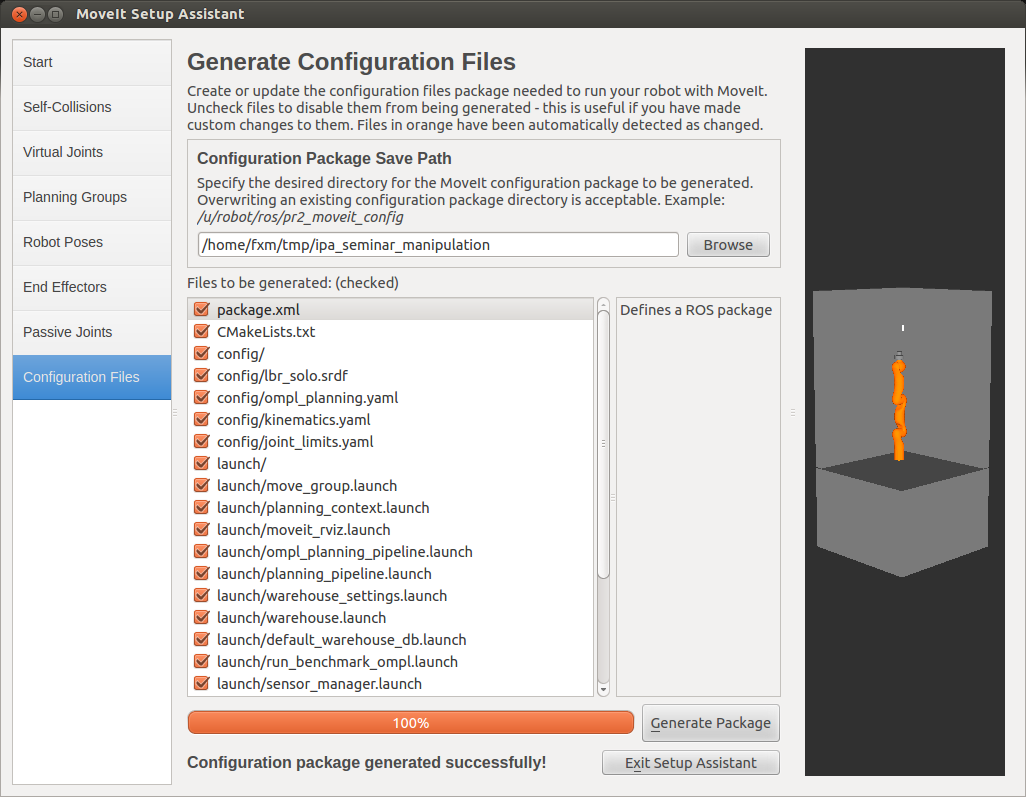 MoveIt Setup Assistant
Start
Self-Collisions
Virtual Joints
Planning Groups
Robot Poses
End Effectors
Passive Joints
Configuration Files
Generate Configuration Files
Create or update the configuration files package needed to run your robot with MoveIt.
Uncheck files to disable them from being generated - this is useful if you have made
custom changes to them. Files in orange have been automatically detected as changed.
Configuration Package Save Path
Specify the desired directory for the MoveIt configuration package to be generated.
Overwriting an existing configuration package directory is acceptable. Example:
/u/robot/ros/pr2_moveit_config
/home/fxm/tmp/ipa_seminar_manipulation
Browse
Files to be generated: (checked)
package.xml
CMakeLists.txt
config/
config/lbr_solo.srdf
config/ompl_planning.yaml
config/kinematics.yaml
config/joint_limits.yaml
launch/
launch/move_group.launch
launch/planning_context.launch
launch/moveit_rviz.launch
launch/ompl_planning_pipeline.launch
launch/planning_pipeline.launch
launch/warehouse_settings.launch
launch/warehouse.launch
launch/default_warehouse_db.launch
launch/run_benchmark_ompl.launch
launch/sensor_manager.launch
Defines a ROS package
100%
Generate Package
Configuration package generated successfully!
Exit Setup Assistant